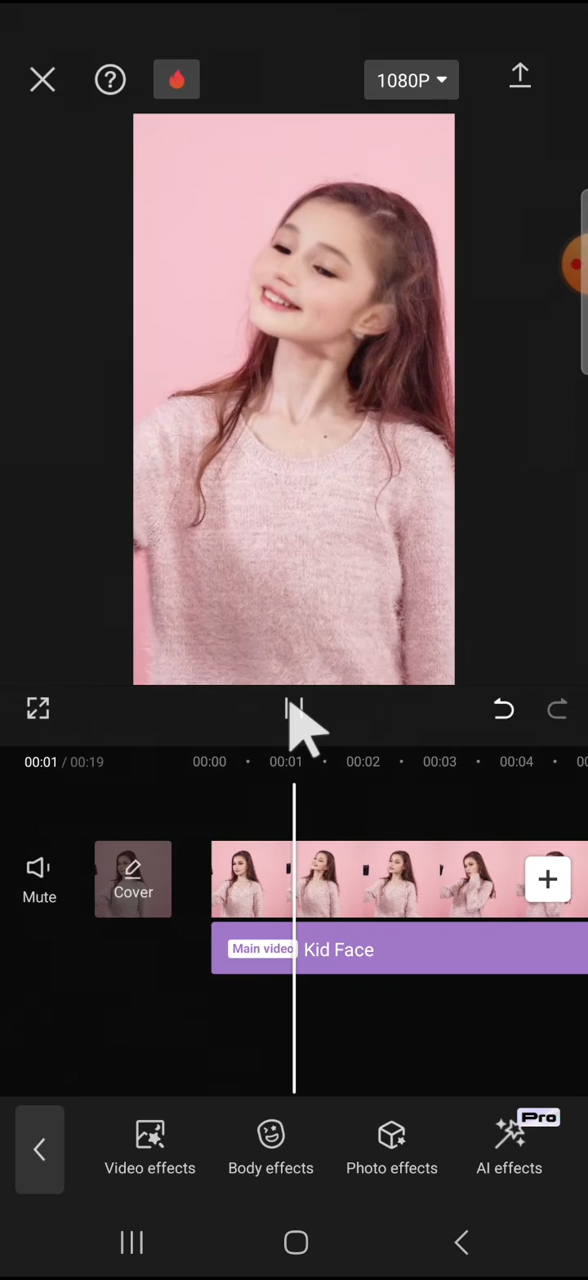 1080P
00:01 / 00:19
00:00
00:01
00:02
00:03
00:04
Mute
Cover
Main video Kid Face
Pro
Video effects
Body effects
Photo effects
AI effects